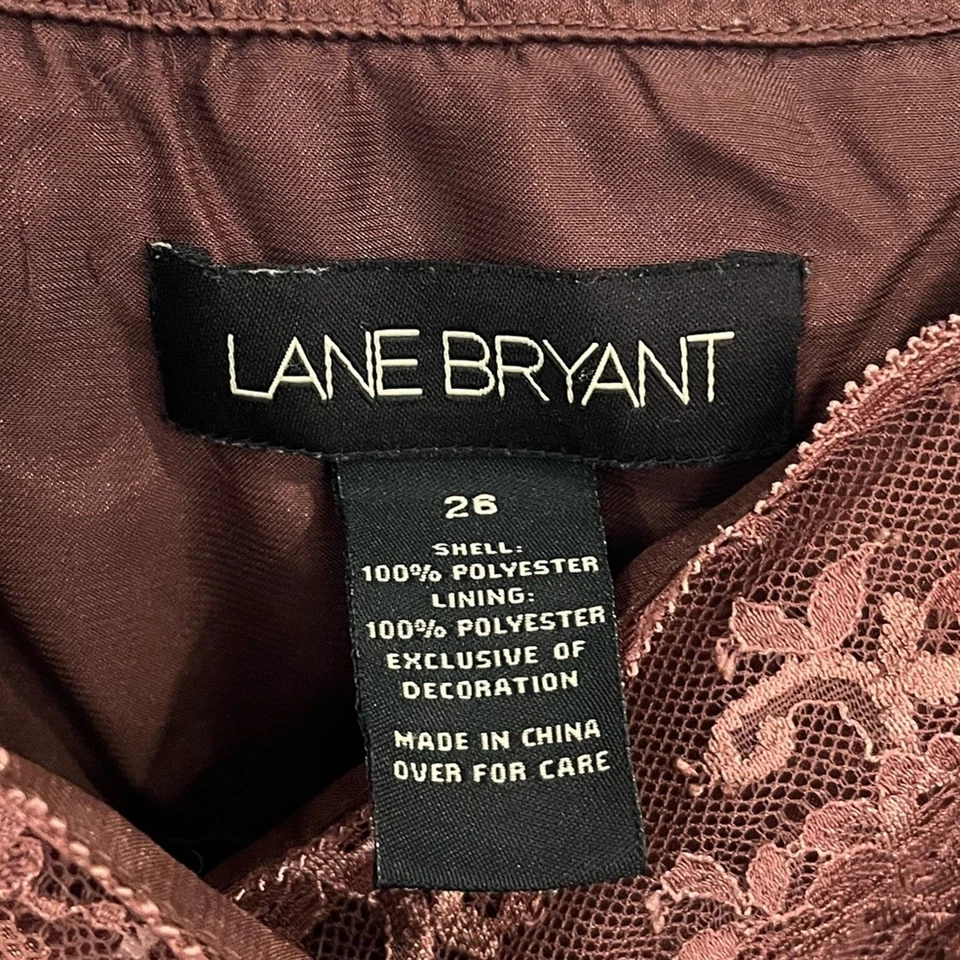 LANE BRYANT
26
SHELL:
100% POLYESTER
LINING:
100% POLYESTER
EXCLUSIVE OF
DECORATION
MADE IN CHINA
OVER FOR CARE